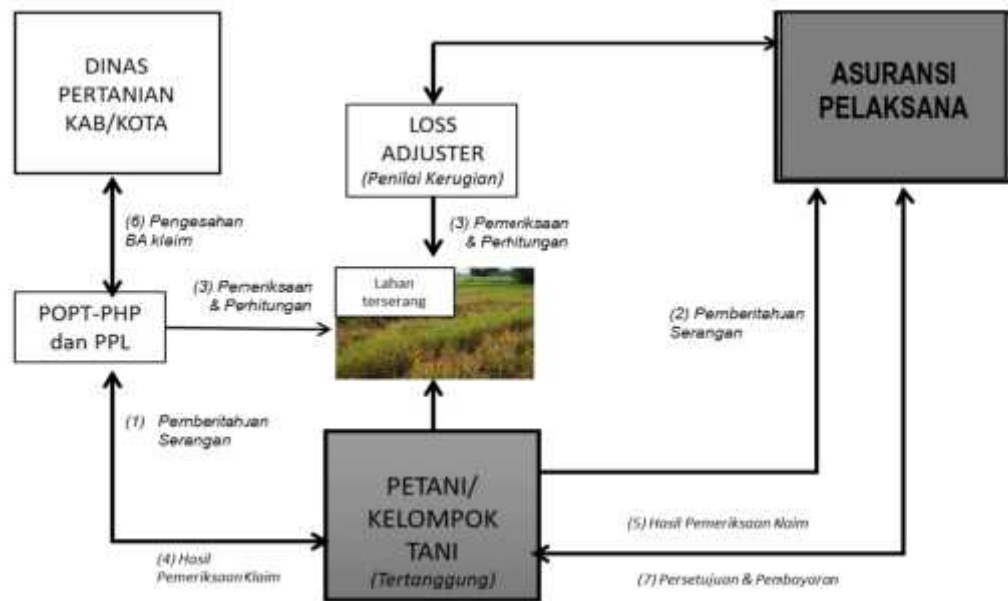 DINAS
PERTANIAN
KAB/KOTA
LOSS
ADJUSTER
(Penilai Kerugian)
ASURANSI
PELAKSANA
(6) Pengesahan
BA klaim
(3) Pemeriksaan
& Perhitungan
(3) Pemeriksaan
& Perhitungan
Lahan
terserang
POPT-PHP
dan PPL
(2) Pemberitahuan
Serangan
(1) Pemberitahuan
Serangan
PETANI/
KELOMPOK
TANI
(Tertanggung)
(4) Hasil
Pemeriksaan Klaim
(5) Hasil Pemeriksaan Klaim
(7) Persetujuan & Pembayaran